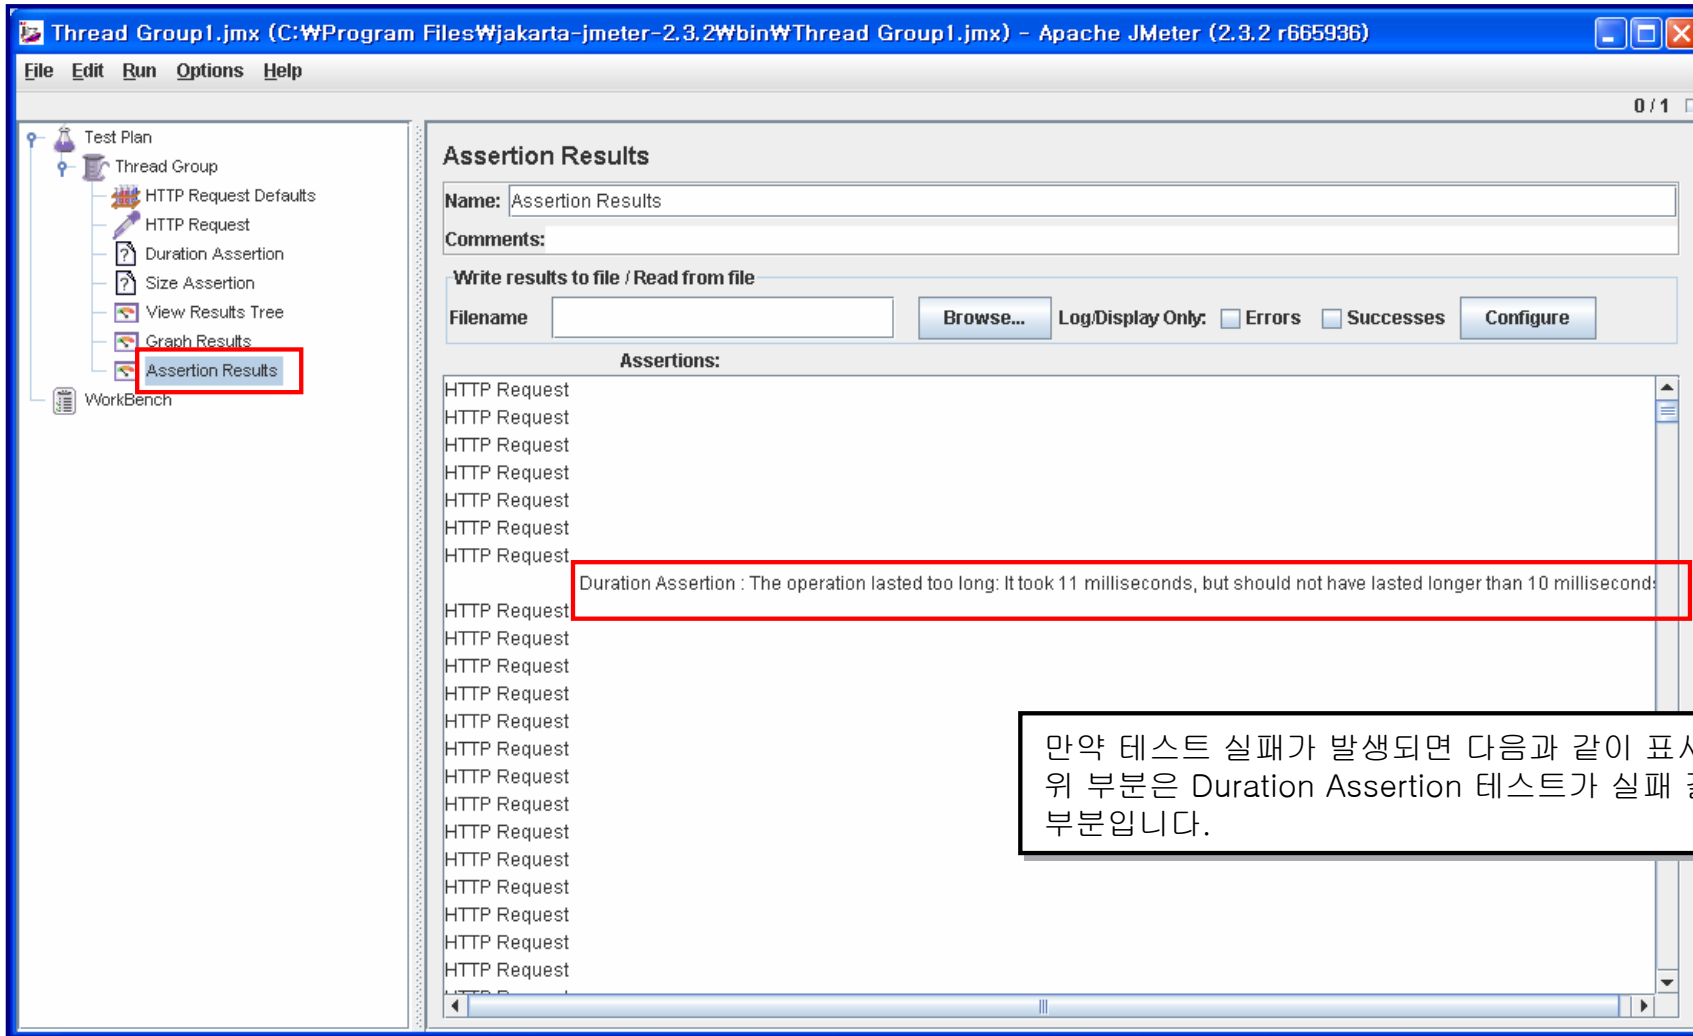 Thread Group1.jmx (C:₩Program Files₩jakarta-jmeter-2.3.2₩bin₩Thread Group1.jmx) - Apache JMeter (2.3.2 r665936)
File Edit Run Options Help
0 / 1
Test Plan
Thread Group
HTTP Request Defaults
HTTP Request
Duration Assertion
Size Assertion
View Results Tree
Graph Results
Assertion Results
WorkBench
Assertion Results
Name: Assertion Results
Comments:
Write results to file / Read from file
Filename Browse... Log/Display Only: Errors Successes Configure
Assertions:
HTTP Request
HTTP Request
HTTP Request
HTTP Request
HTTP Request
HTTP Request
HTTP Request
Duration Assertion : The operation lasted too long: It took 11 milliseconds, but should not have lasted longer than 10 milliseconds
HTTP Request
HTTP Request
HTTP Request
HTTP Request
HTTP Request
HTTP Request
HTTP Request
HTTP Request
HTTP Request
HTTP Request
HTTP Request
HTTP Request
HTTP Request
HTTP Request
만약 테스트 실패가 발생되면 다음과 같이
위 부분은 Duration Assertion 테스트가 실패
부분입니다.